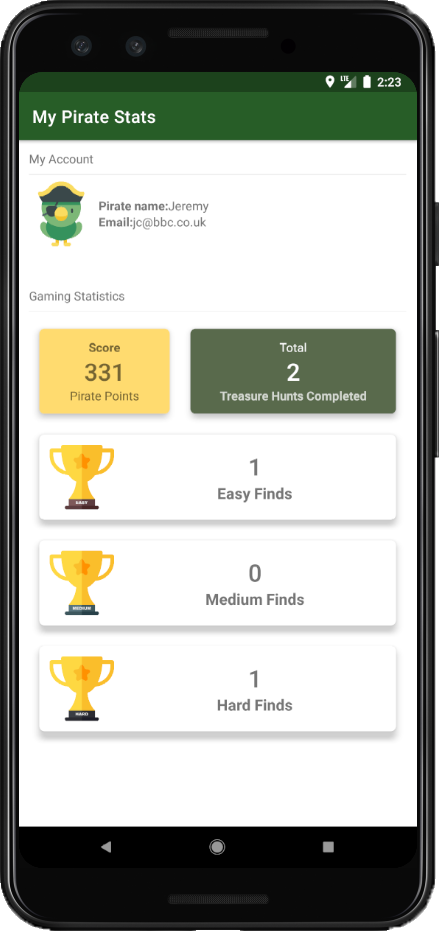 LTE 2:23
My Pirate Stats
My Account
Pirate name:Jeremy
Email:jc@bbc.co.uk
Gaming Statistics
Score
331
Pirate Points
Total
2
Treasure Hunts Completed
EASY
1
Easy Finds
MEDIUM
0
Medium Finds
HARD
1
Hard Finds